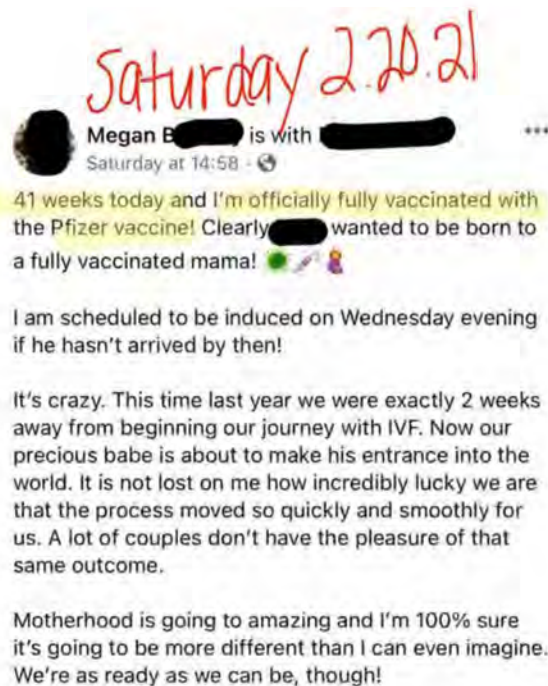 Saturday 2.20.21
Megan B is with
Saturday at 14:58 ·
41 weeks today and I'm officially fully vaccinated with
the Pfizer vaccine! Clearly wanted to be born to
a fully vaccinated mama!
I am scheduled to be induced on Wednesday evening
if he hasn't arrived by then!
It's crazy. This time last year we were exactly 2 weeks
away from beginning our journey with IVF. Now our
precious babe is about to make his entrance into the
world. It is not lost on me how incredibly lucky we are
that the process moved so quickly and smoothly for
us. A lot of couples don't have the pleasure of that
same outcome.
Motherhood is going to amazing and I'm 100% sure
it's going to be more different than I can even imagine.
We're as ready as we can be, though!